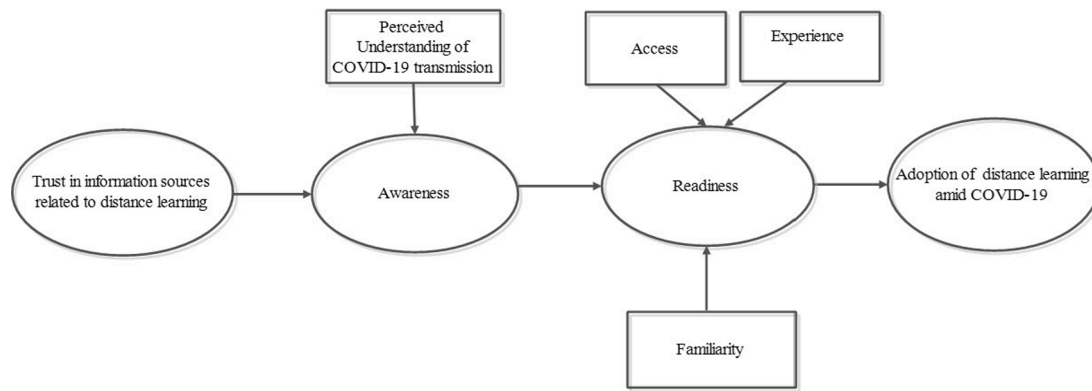 Perceived
Understanding of
COVID-19 transmission
Access
Experience
Trust in information sources
related to distance learning
Awareness
Readiness
Adoption of distance learning
amid COVID-19
Familiarity